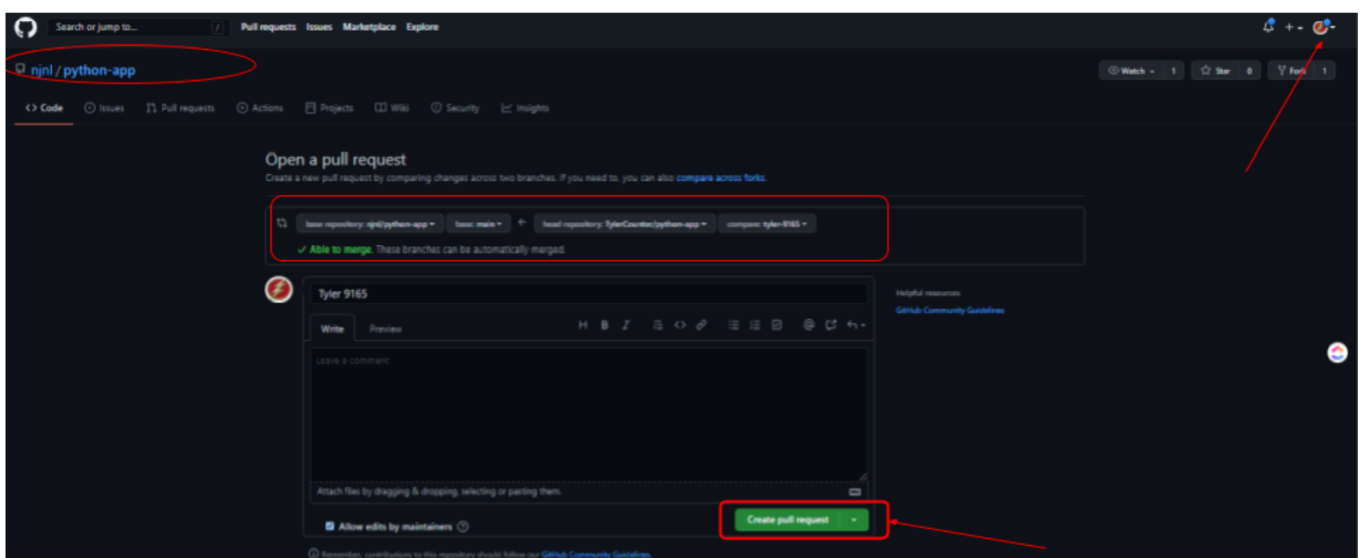 Search or jump to... / Pull requests Issues Marketplace Explore
njnl / python-app
Watch 1 Star 0 Fork 1
Code Issues Pull requests Actions Projects Wiki Security Insights
Open a pull request
Create a new pull request by comparing changes across two branches. If you need to, you can also compare across forks.
base repository: njnl/python-app base: main ← head repository: TylerCountac/python-app compare: tyler-9165
Able to merge. These branches can be automatically merged.
Tyler 9165
Helpful resources
GitHub Community Guidelines
Write Preview H B I
Leave a comment
Attach files by dragging & dropping, selecting or pasting them.
Create pull request
Allow edits by maintainers
Remember, contributions to this repository should follow our GitHub Community Guidelines.